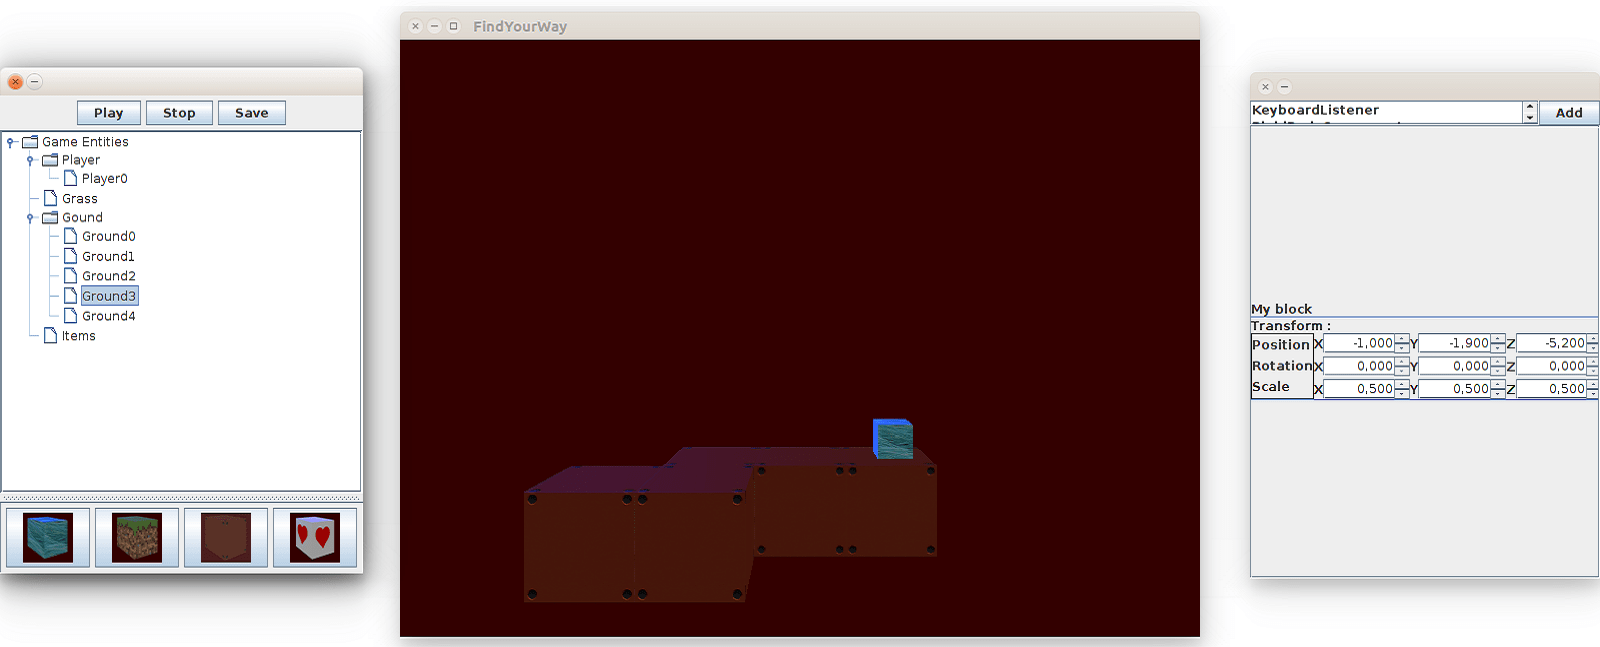 FindYourWay
Play Stop Save
Game Entities
Player
Player0
Grass
Gound
Ground0
Ground1
Ground2
Ground3
Ground4
Items
KeyboardListener
Add
My block
Transform :
Position X -1,000 Y -1,900 Z -5,200
Rotation X 0,000 Y 0,000 Z 0,000
Scale X 0,500 Y 0,500 Z 0,500